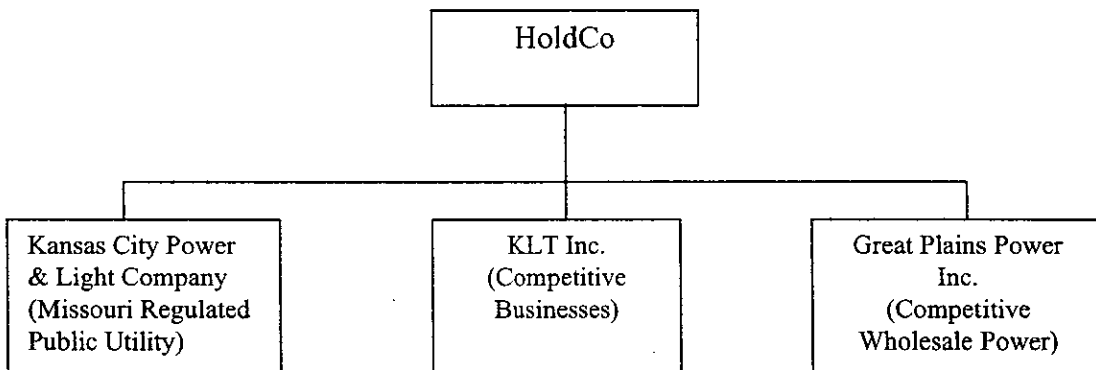 HoldCo
Kansas City Power
& Light Company
(Missouri Regulated
Public Utility)
KLT Inc.
(Competitive
Businesses)
Great Plains Power
Inc.
(Competitive
Wholesale Power)